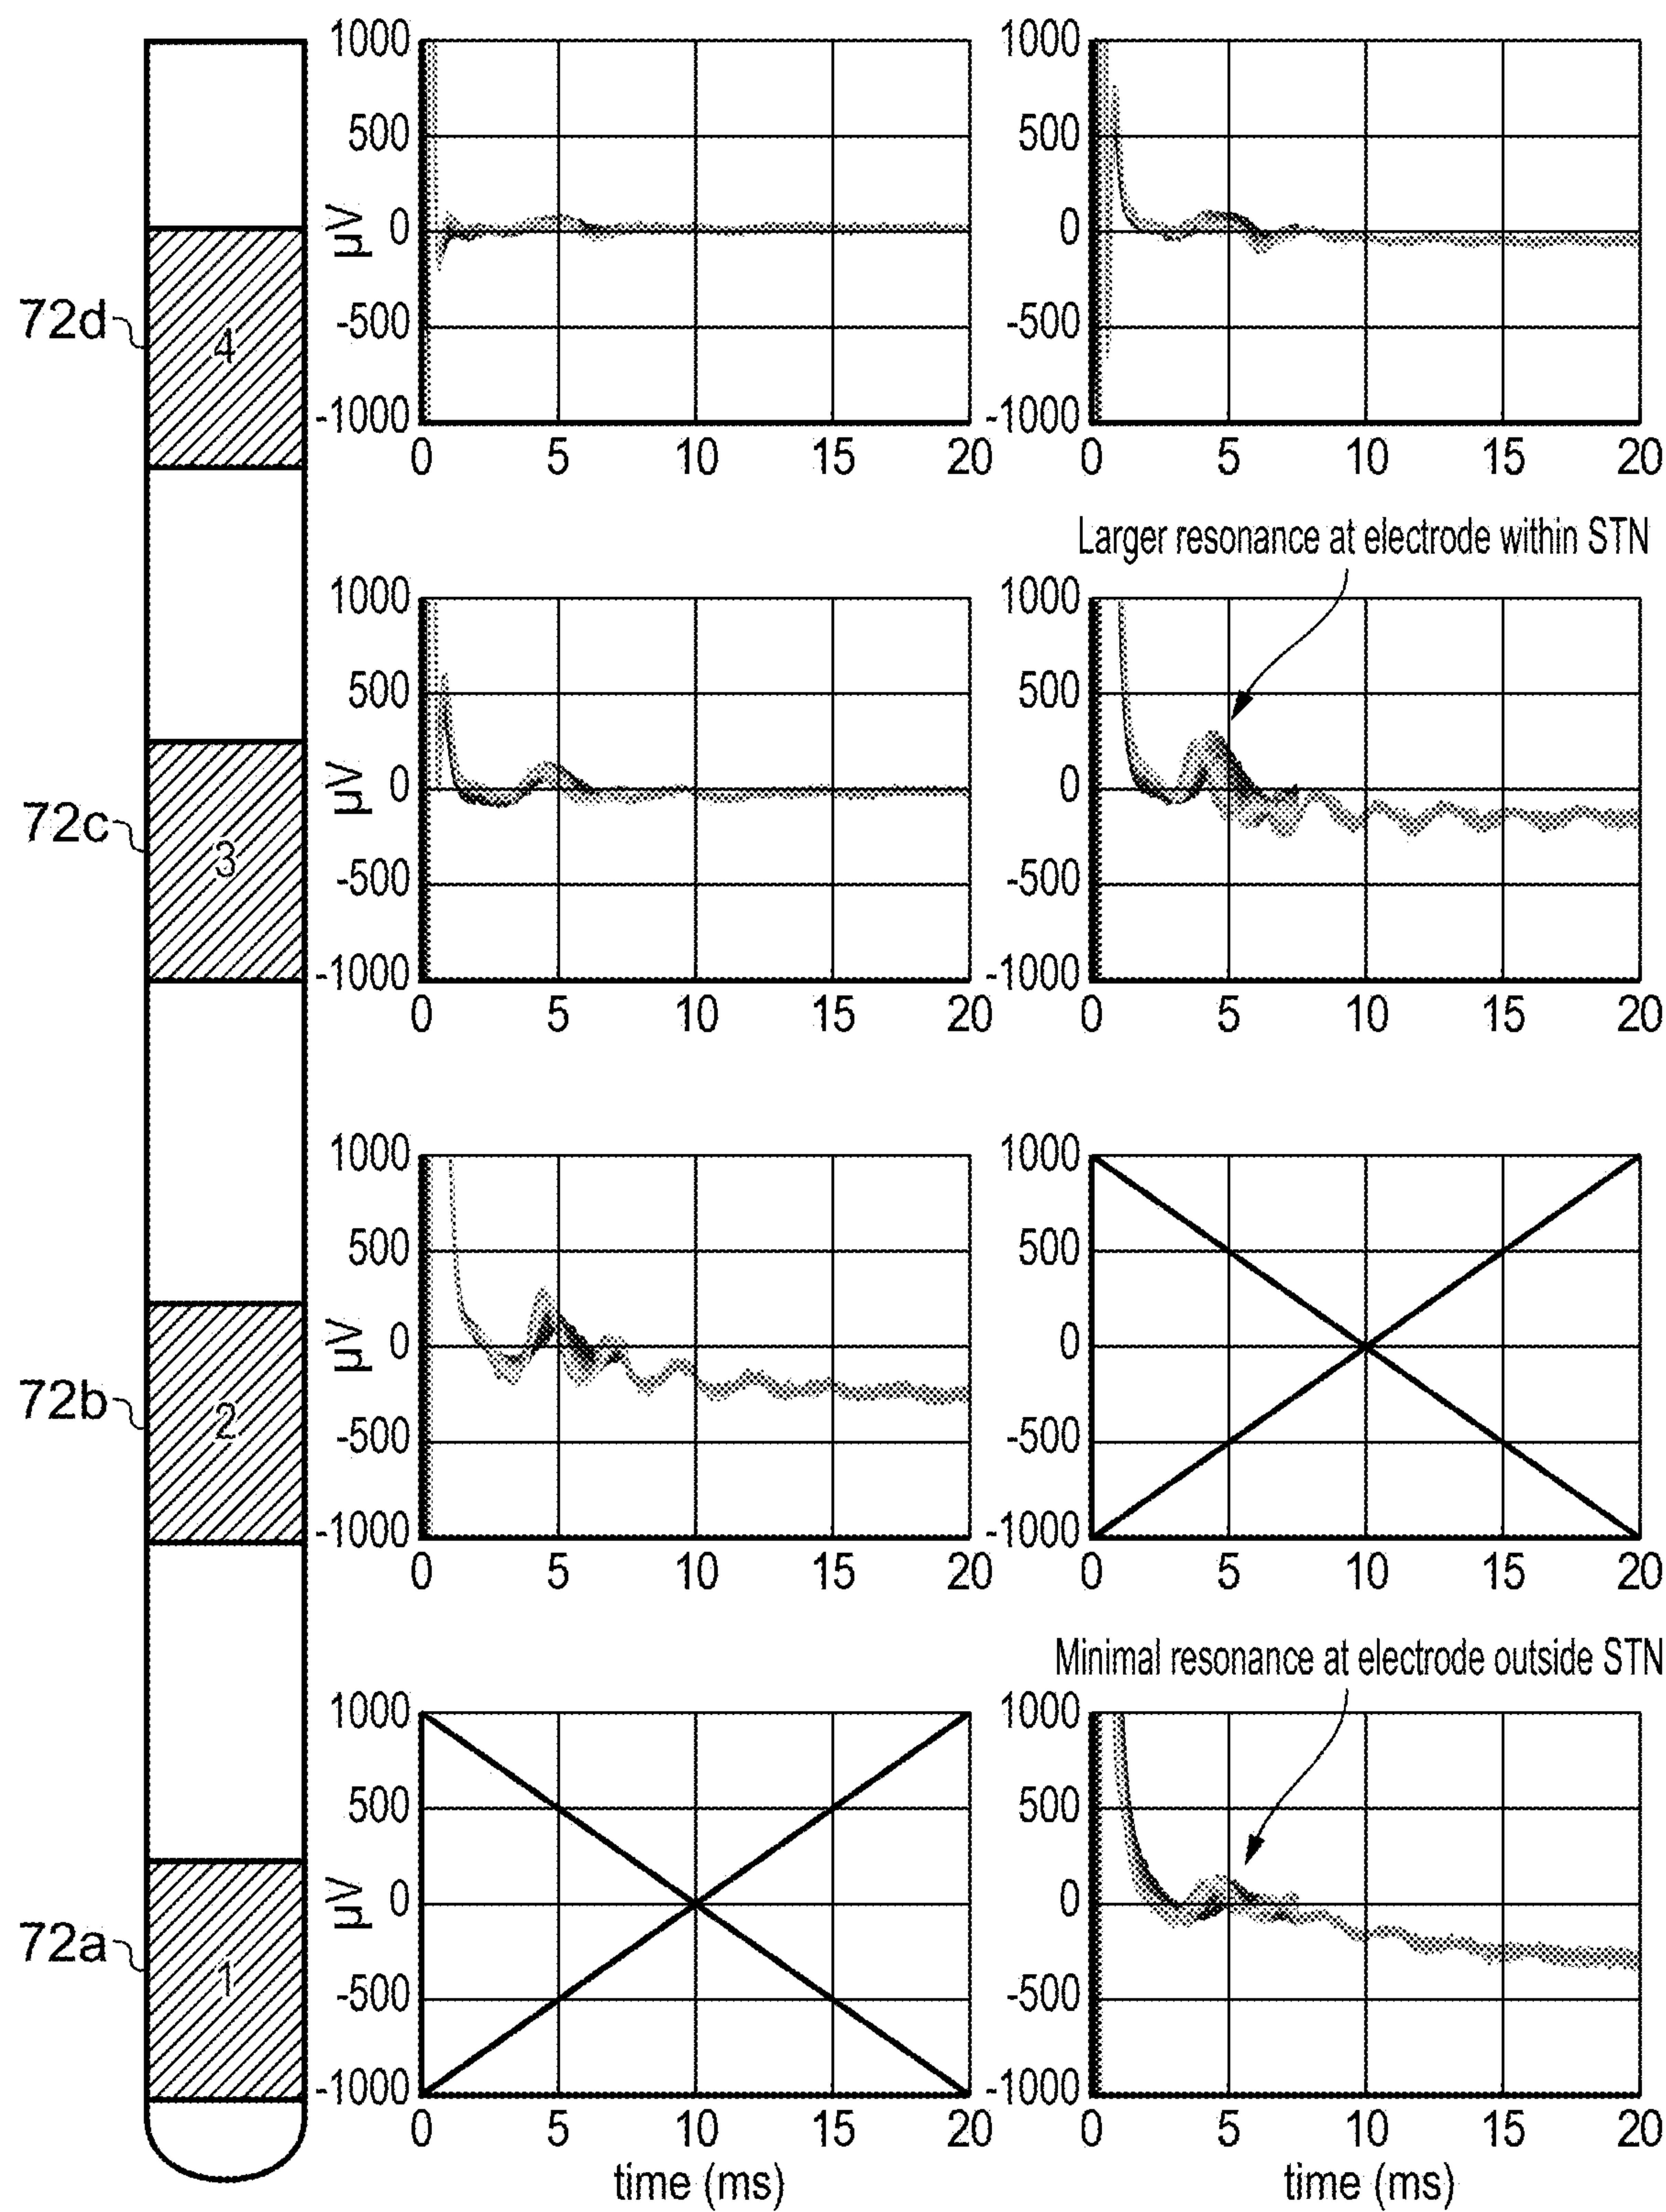 1000 1000
500 500
72d 4 µV 0 0
-500 -500
-1000 -1000
0 5 10 15 20 0 5 10 15 20
Larger resonance at electrode within STN
1000 1000
500 500
72c 3 µV 0 0
-500 -500
-1000 -1000
0 5 10 15 20 0 5 10 15 20
1000 1000
500 500
72b 2 µV 0 0
-500 -500
-1000 -1000
0 5 10 15 20 0 5 10 15 20
Minimal resonance at electrode outside STN
1000 1000
500 500
72a 1 µV 0 0
-500 -500
-1000 -1000
0 5 10 15 20 0 5 10 15 20
time (ms) time (ms)